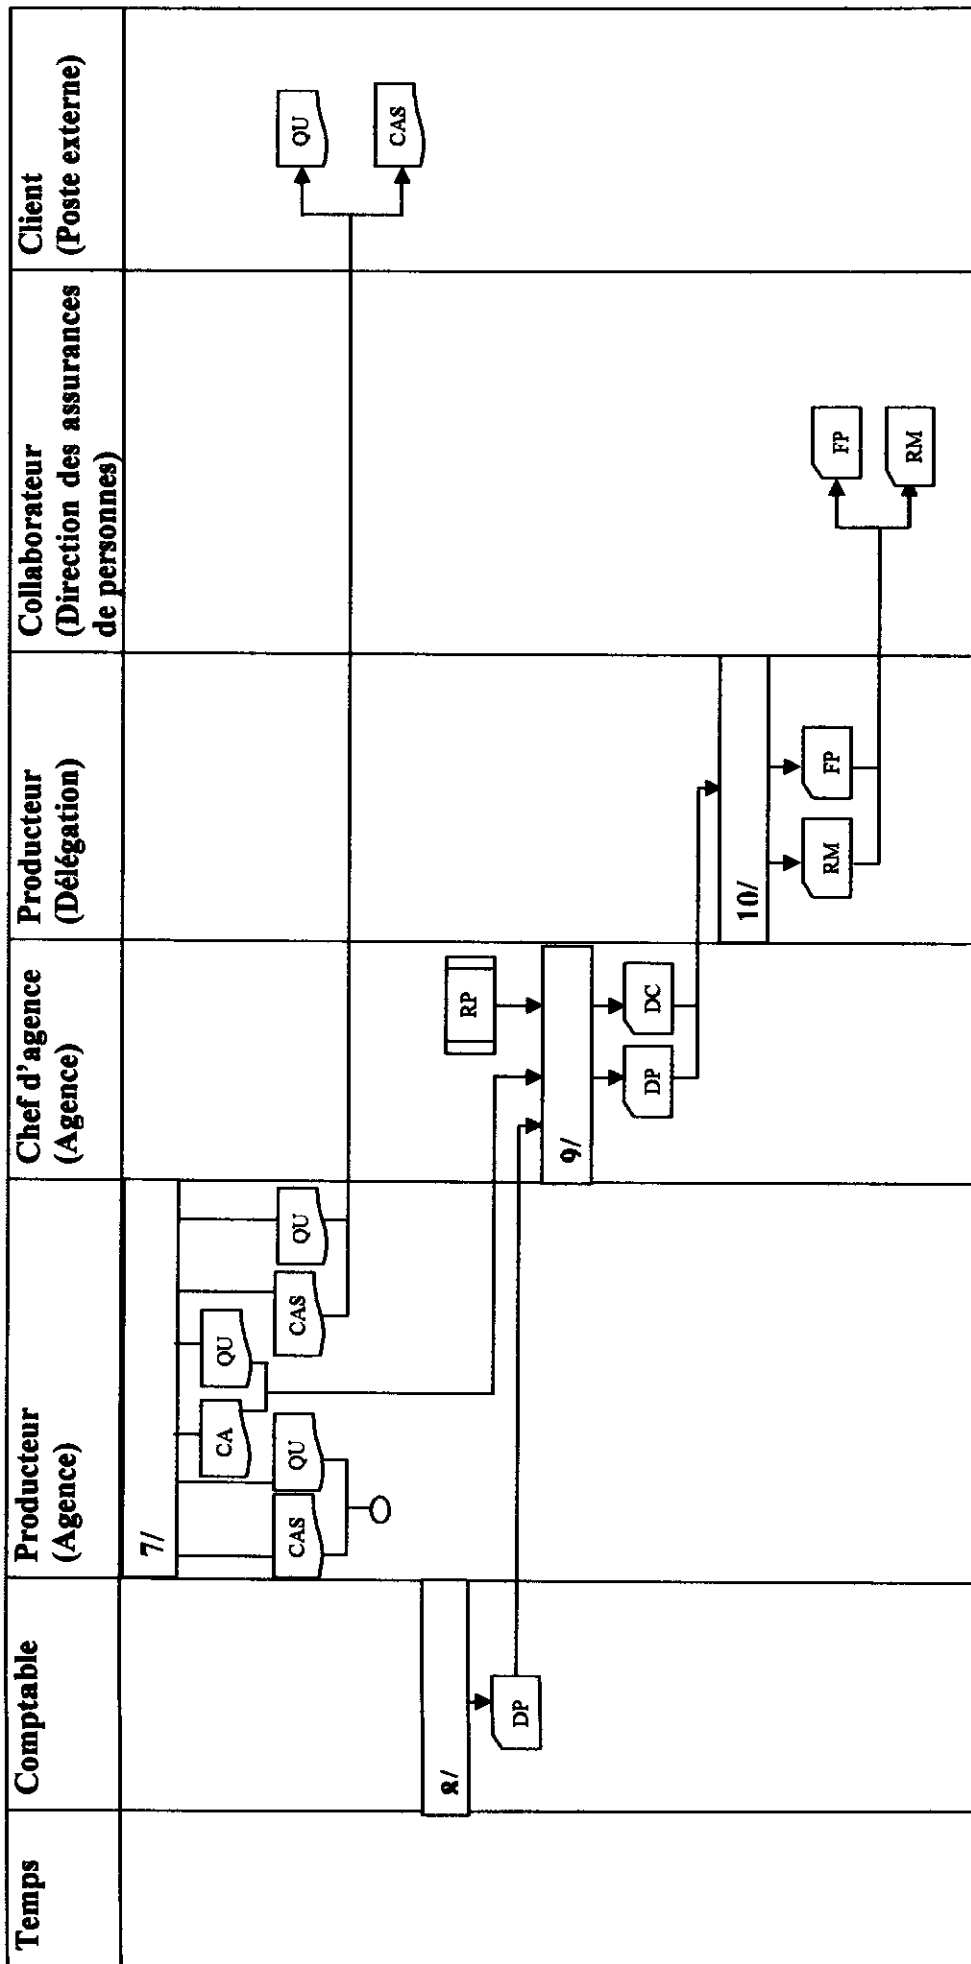 Temps
Comptable
Producteur
(Agence)
Chef d'agence
(Agence)
Producteur
(Délégation)
Collaborateur
(Direction des assurances
de personnes)
Client
(Poste externe)
7/
CA
QU
CAS
QU
CAS
QU
QU
CAS
8/
DP
RP
9/
DP
DC
10/
RM
FP
FP
RM